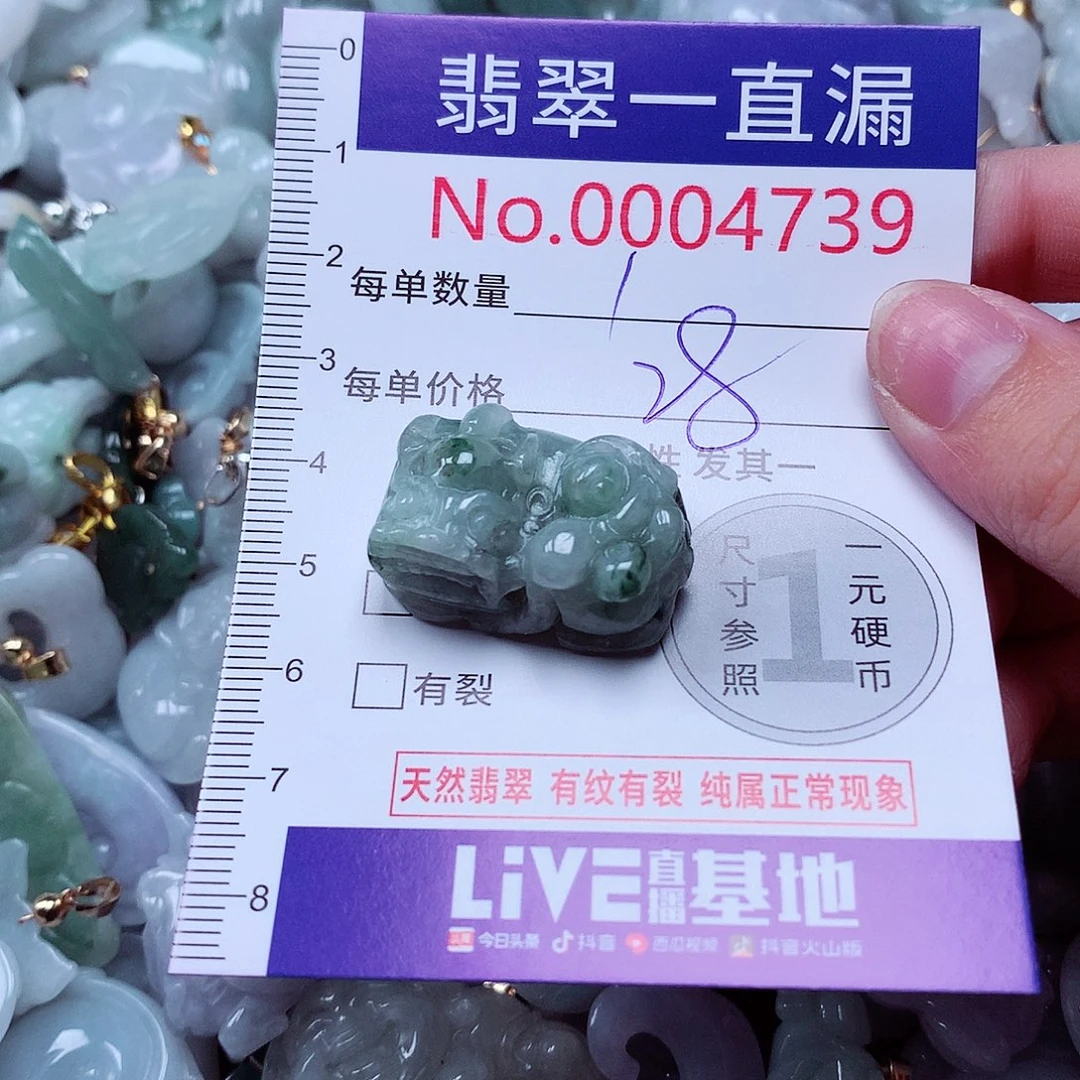 翡翠一直漏
No.0004739
每单数量 1
每单价格 28
发其一
尺寸参照
1
一元硬币
有裂
天然翡翠 有纹有裂 纯属正常现象
LiVE直播基地
今日头条 抖音 西瓜视频 抖音火山版
0
1
2
3
4
5
6
7
8